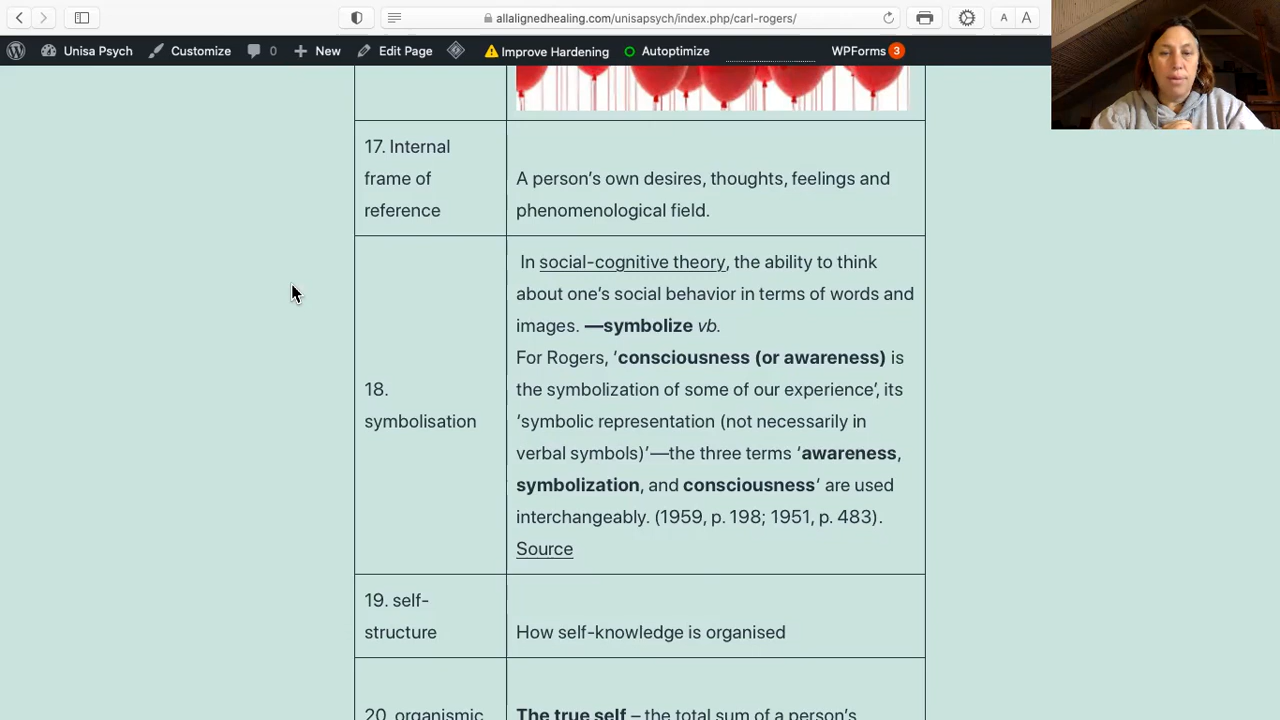 allalignedhealing.com/unisapsych/index.php/carl-rogers/
A A
Unisa Psych Customize 0 New Edit Page Improve Hardening Autoptimize WPForms 3
17. Internal
frame of
reference
A person's own desires, thoughts, feelings and
phenomenological field.
18.
symbolisation
In social-cognitive theory, the ability to think
about one's social behavior in terms of words and
images. —symbolize vb.
For Rogers, ‘consciousness (or awareness) is
the symbolization of some of our experience’, its
‘symbolic representation (not necessarily in
verbal symbols)’—the three terms ‘awareness,
symbolization, and consciousness‘ are used
interchangeably. (1959, p. 198; 1951, p. 483).
Source
19. self-
structure
How self-knowledge is organised
20. organismic
The true self – the total sum of a person's